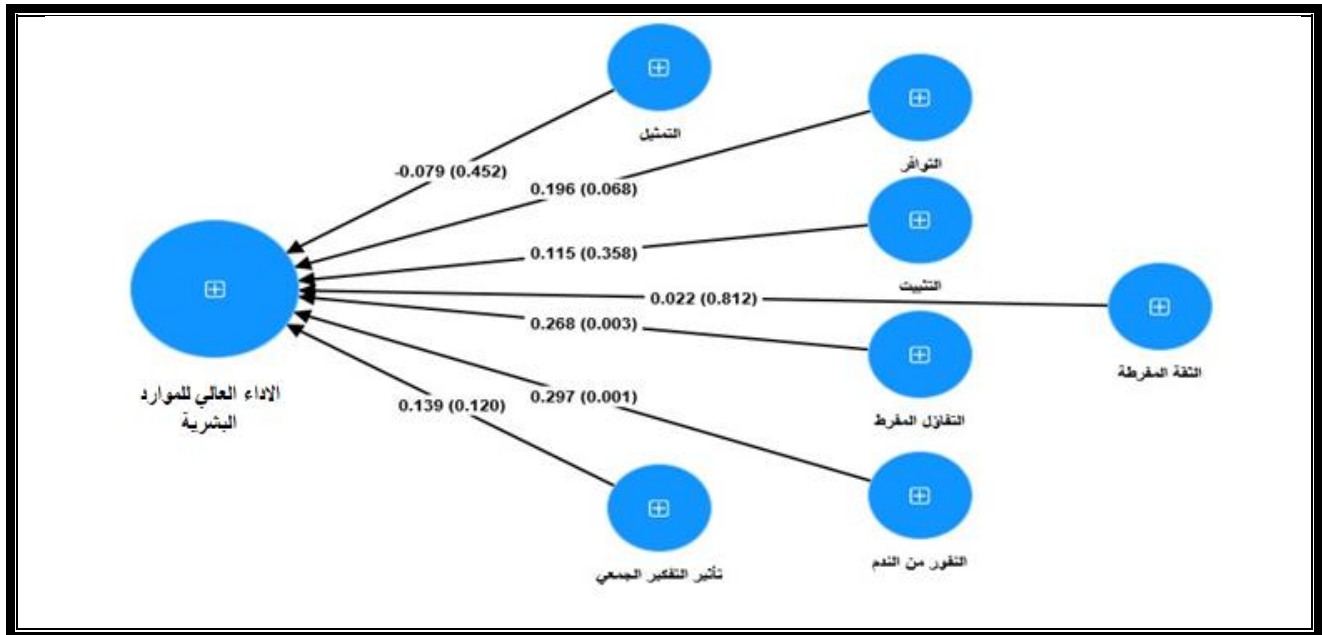 التمثيل
-0.079 (0.452)
التوافر
0.196 (0.068)
التثبيت
0.115 (0.358)
0.022 (0.812)
الثقة المفرطة
0.268 (0.003)
التفاؤل المفرط
الاداء العالي للموارد
البشرية
0.297 (0.001)
النفور من الندم
0.139 (0.120)
تأثير التفكير الجمعي